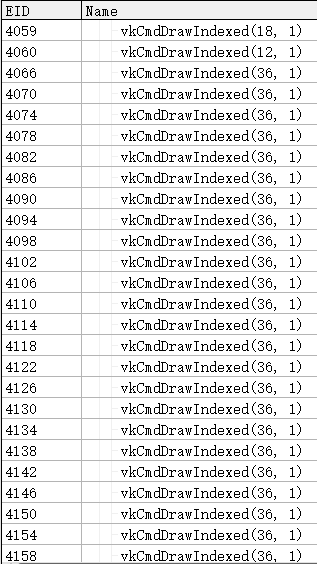 EID Name
4059 vkCmdDrawIndexed(18, 1)
4060 vkCmdDrawIndexed(12, 1)
4066 vkCmdDrawIndexed(36, 1)
4070 vkCmdDrawIndexed(36, 1)
4074 vkCmdDrawIndexed(36, 1)
4078 vkCmdDrawIndexed(36, 1)
4082 vkCmdDrawIndexed(36, 1)
4086 vkCmdDrawIndexed(36, 1)
4090 vkCmdDrawIndexed(36, 1)
4094 vkCmdDrawIndexed(36, 1)
4098 vkCmdDrawIndexed(36, 1)
4102 vkCmdDrawIndexed(36, 1)
4106 vkCmdDrawIndexed(36, 1)
4110 vkCmdDrawIndexed(36, 1)
4114 vkCmdDrawIndexed(36, 1)
4118 vkCmdDrawIndexed(36, 1)
4122 vkCmdDrawIndexed(36, 1)
4126 vkCmdDrawIndexed(36, 1)
4130 vkCmdDrawIndexed(36, 1)
4134 vkCmdDrawIndexed(36, 1)
4138 vkCmdDrawIndexed(36, 1)
4142 vkCmdDrawIndexed(36, 1)
4146 vkCmdDrawIndexed(36, 1)
4150 vkCmdDrawIndexed(36, 1)
4154 vkCmdDrawIndexed(36, 1)
4158 vkCmdDrawIndexed(36, 1)